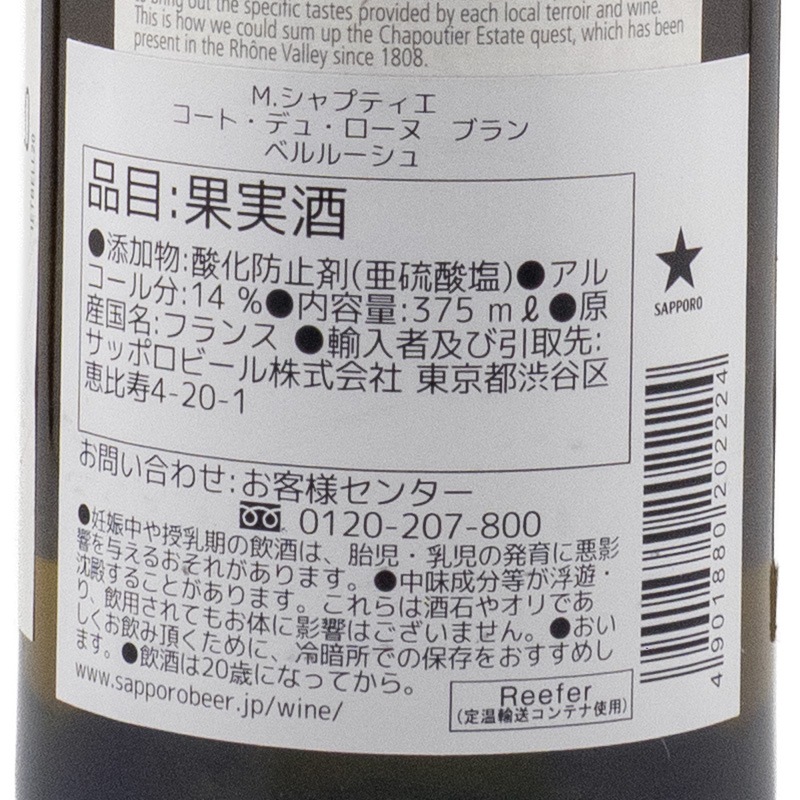 to bring out the specific tastes provided by each local terroir and wine.
This is how we could sum up the Chapoutier Estate quest, which has been
present in the Rhône Valley since 1808.
M.シャプティエ
コート・デュ・ローヌ ブラン
ベルルーシュ
品目:果実酒
●添加物:酸化防止剤(亜硫酸塩)●アル
コール分:14 %●内容量:375 mℓ●原
産国名:フランス ●輸入者及び引取先:
サッポロビール株式会社 東京都渋谷区
恵比寿4-20-1
お問い合わせ:お客様センター
0120-207-800
●妊娠中や授乳期の飲酒は、胎児・乳児の発育に悪影
響を与えるおそれがあります。●中味成分等が浮遊・
沈殿することがあります。これらは酒石やオリであ
り、飲用されてもお体に影響はございません。●おい
しくお飲み頂くために、冷暗所での保存をおすすめし
ます。●飲酒は20歳になってから。
www.sapporobeer.jp/wine/
Reefer
(定温輸送コンテナ使用)
SAPPORO
4901880202224